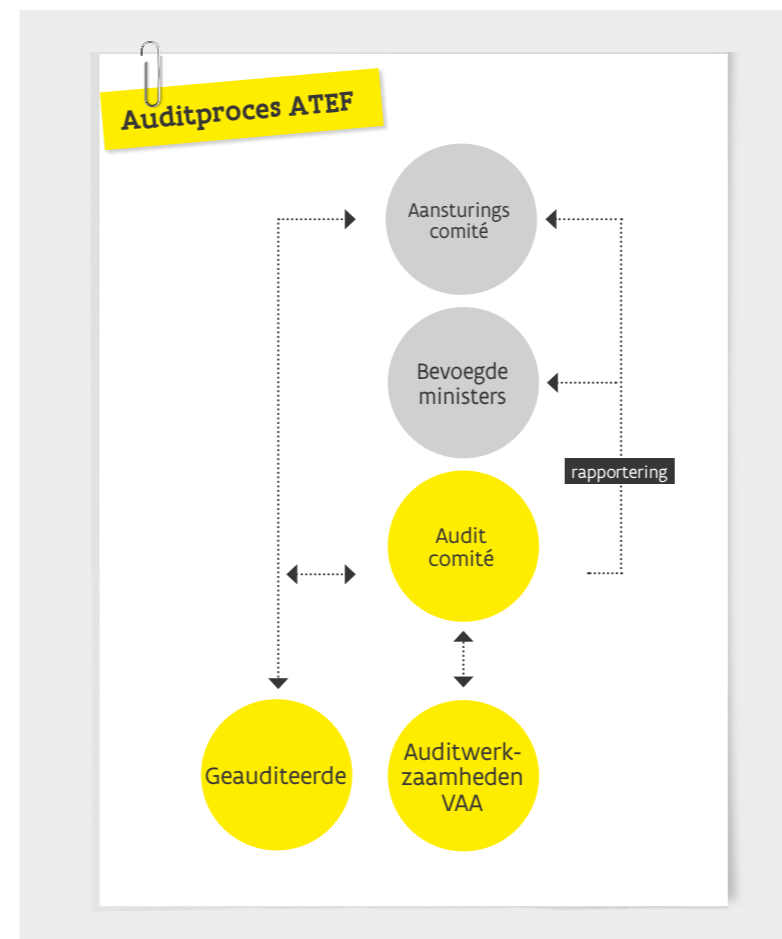 Auditproces ATEF
Aansturings
comité
Bevoegde
ministers
rapportering
Audit
comité
Geauditeerde
Auditwerk-
zaamheden
VAA